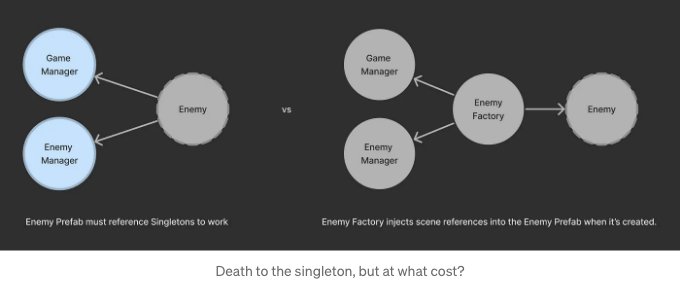 Game
Manager
Enemy
Enemy
Manager
Enemy Prefab must reference Singletons to work
vs
Game
Manager
Enemy
Factory
Enemy
Enemy
Manager
Enemy Factory injects scene references into the Enemy Prefab when it's created.
Death to the singleton, but at what cost?